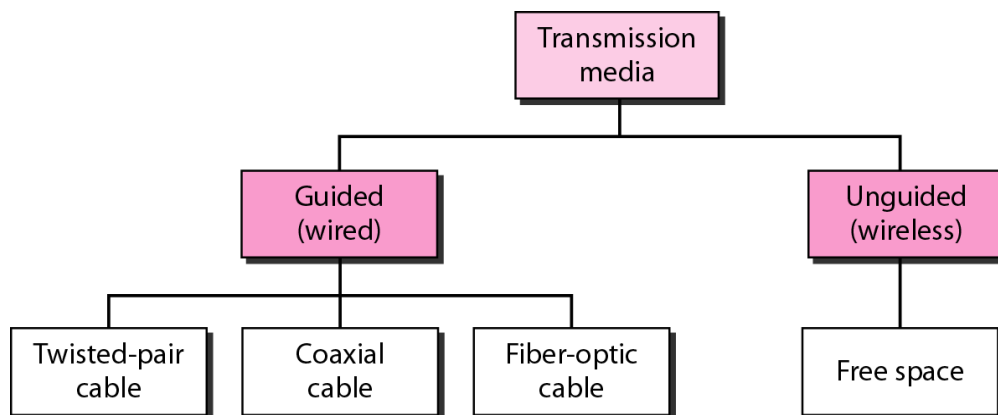 Transmission
media
Guided
(wired)
Unguided
(wireless)
Twisted-pair
cable
Coaxial
cable
Fiber-optic
cable
Free space